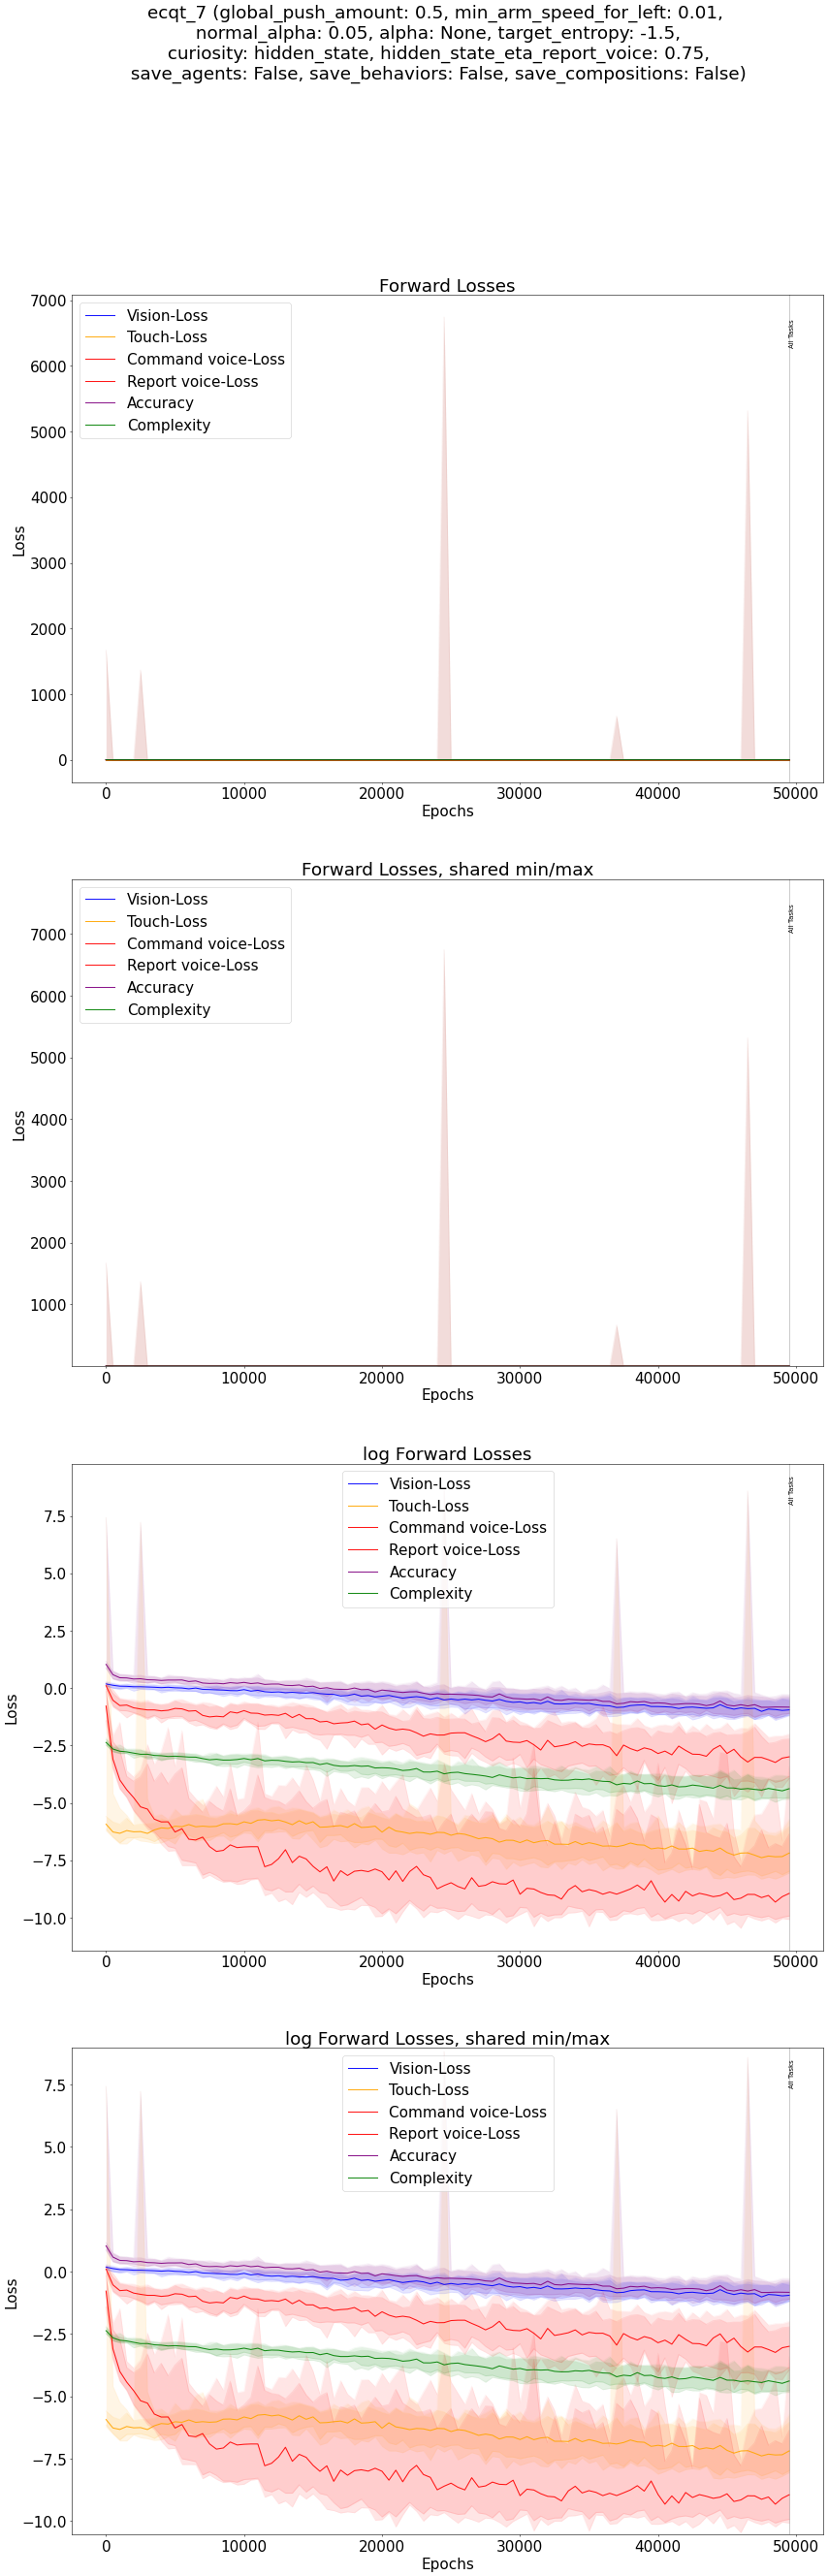 ecqt_7 (global_push_amount: 0.5, min_arm_speed_for_left: 0.01,
normal_alpha: 0.05, alpha: None, target_entropy: -1.5,
curiosity: hidden_state, hidden_state_eta_report_voice: 0.75,
save_agents: False, save_behaviors: False, save_compositions: False)
Forward Losses
7000
6000
5000
4000
3000
2000
1000
0
Loss
Vision-Loss
Touch-Loss
Command voice-Loss
Report voice-Loss
Accuracy
Complexity
All Tasks
0 10000 20000 30000 40000 50000
Epochs
Forward Losses, shared min/max
7000
6000
5000
4000
3000
2000
1000
Loss
Vision-Loss
Touch-Loss
Command voice-Loss
Report voice-Loss
Accuracy
Complexity
All Tasks
0 10000 20000 30000 40000 50000
Epochs
log Forward Losses
7.5
5.0
2.5
0.0
−2.5
−5.0
−7.5
−10.0
Loss
Vision-Loss
Touch-Loss
Command voice-Loss
Report voice-Loss
Accuracy
Complexity
All Tasks
0 10000 20000 30000 40000 50000
Epochs
log Forward Losses, shared min/max
7.5
5.0
2.5
0.0
−2.5
−5.0
−7.5
−10.0
Loss
Vision-Loss
Touch-Loss
Command voice-Loss
Report voice-Loss
Accuracy
Complexity
All Tasks
0 10000 20000 30000 40000 50000
Epochs